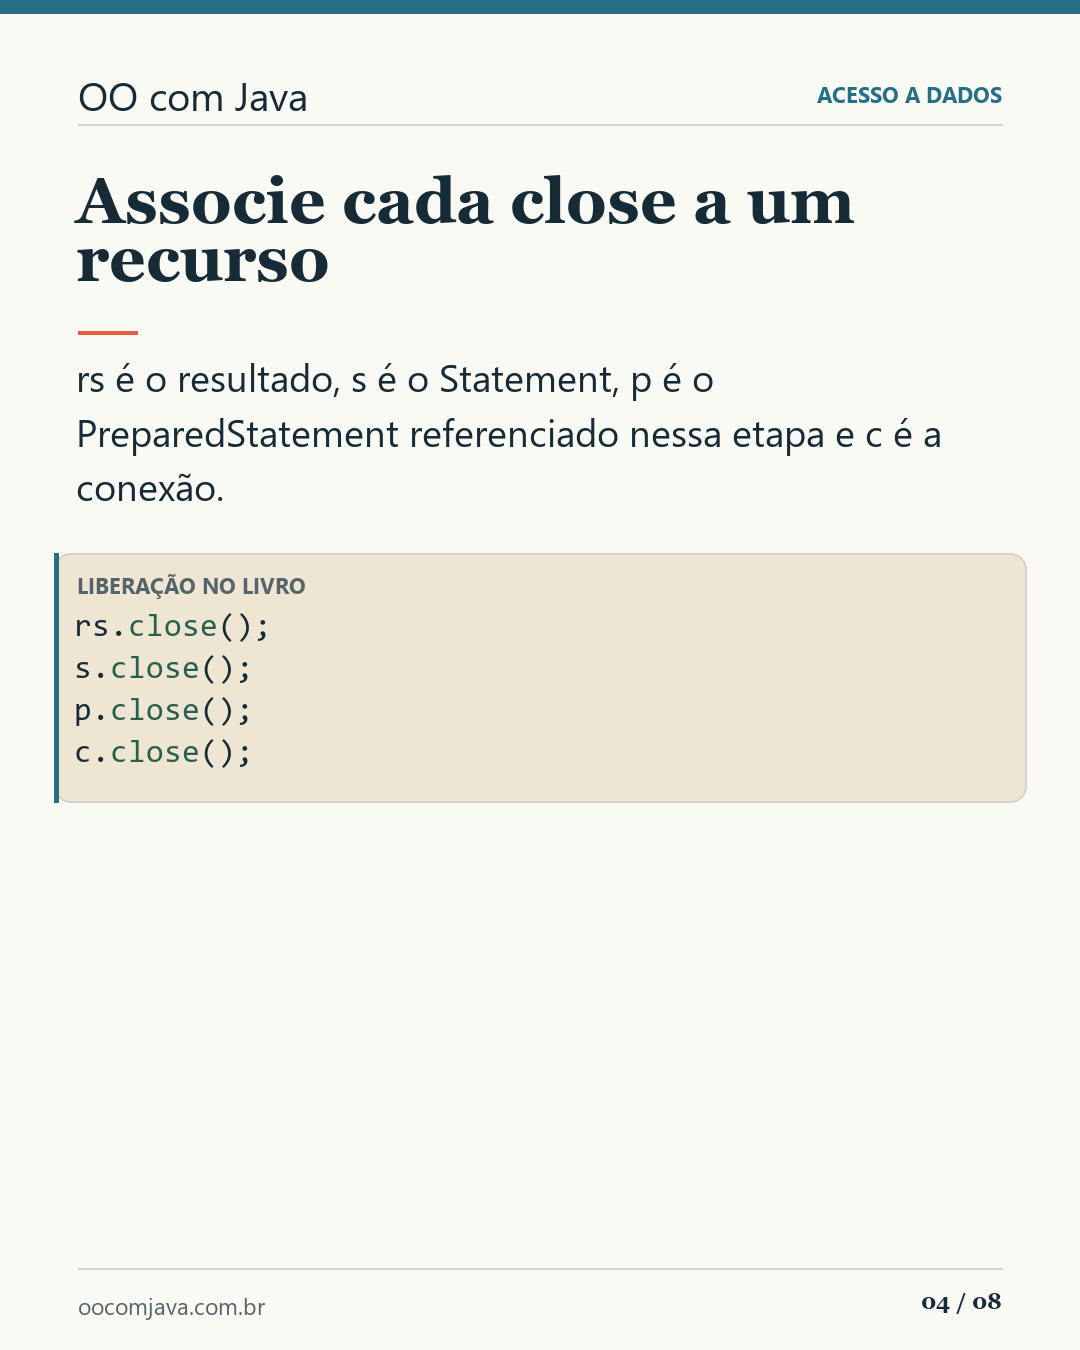 OO com Java
ACESSO A DADOS
Associe cada close a um
recurso
rs é o resultado, s é o Statement, p é o
PreparedStatement referenciado nessa etapa e c é a
conexão.
LIBERAÇÃO NO LIVRO
rs.close();
s.close();
p.close();
c.close();
oocomjava.com.br
04 / 08